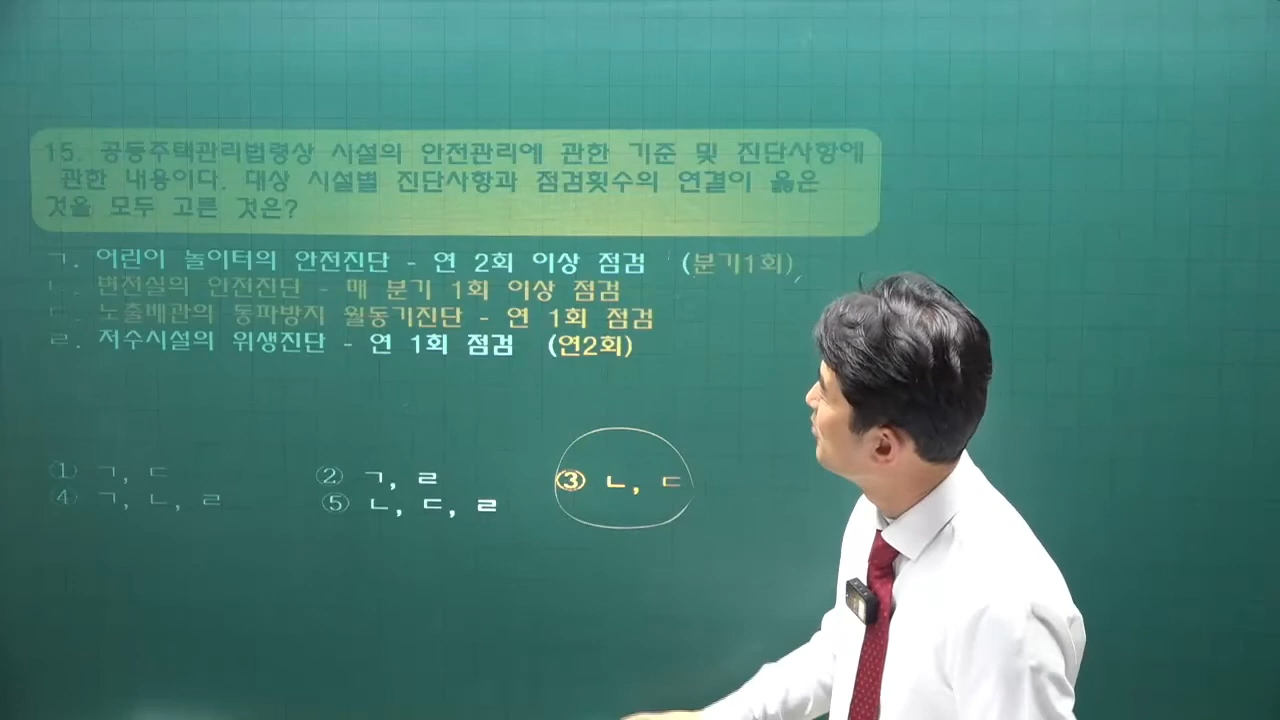 15. 공동주택관리법령상 시설의 안전관리에 관한 기준 및 진단사항에
관한 내용이다. 대상 시설별 진단사항과 점검횟수의 연결이 옳은
것을 모두 고른 것은?
ㄱ. 어린이 놀이터의 안전진단 - 연 2회 이상 점검 (분기1회)
ㄴ. 변전실의 안전진단 - 매 분기 1회 이상 점검
ㄷ. 노출배관의 동파방지 월동기진단 - 연 1회 점검
ㄹ. 저수시설의 위생진단 - 연 1회 점검 (연2회)
① ㄱ, ㄷ ② ㄱ, ㄹ ③ ㄴ, ㄷ
④ ㄱ, ㄴ, ㄹ ⑤ ㄴ, ㄷ, ㄹ